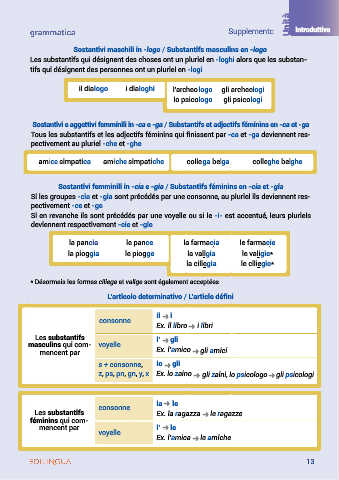 grammatica
Supplemento
Unità
Introduttiva
Sostantivi maschili in -logo / Substantifs masculins en -logo
Les substantifs qui désignent des choses ont un pluriel en -loghi alors que les substan-
tifs qui désignent des personnes ont un pluriel en -logi
il dialogo i dialoghi l'archeologo gli archeologi
lo psicologo gli psicologi
Sostantivi e aggettivi femminili in -ca e -ga / Substantifs et adjectifs féminins en -ca et -ga
Tous les substantifs et les adjectifs féminins qui finissent par -ca et -ga deviennent res-
pectivement au pluriel -che et -ghe
amica simpatica amiche simpatiche collega belga colleghe belghe
Sostantivi femminili in -cia e -gia / Substantifs féminins en -cia et -gia
Si les groupes -cia et -gia sont précédés par une consonne, au pluriel ils deviennent res-
pectivement -ce et -ge
Si en revanche ils sont précédés par une voyelle ou si le -i- est accentué, leurs pluriels
deviennent respectivement -cie et -gie
la pancia le pance la farmacia le farmacie
la pioggia le piogge la valigia le valigie*
la ciliegia le ciliegie*
* Désormais les formes ciliege et valige sont également acceptées
L'articolo determinativo / L'article défini
Les substantifs
masculins qui com-
mencent par
consonne
il → i
Ex. il libro → i libri
voyelle
l' → gli
Ex. l'amico → gli amici
s + consonne,
z, ps, pn, gn, y, x
lo → gli
Ex. lo zaino → gli zaini, lo psicologo → gli psicologi
Les substantifs
féminins qui com-
mencent par
consonne
la → le
Ex. la ragazza → le ragazze
voyelle
l' → le
Ex. l'amica → le amiche
EDILINGUA
13